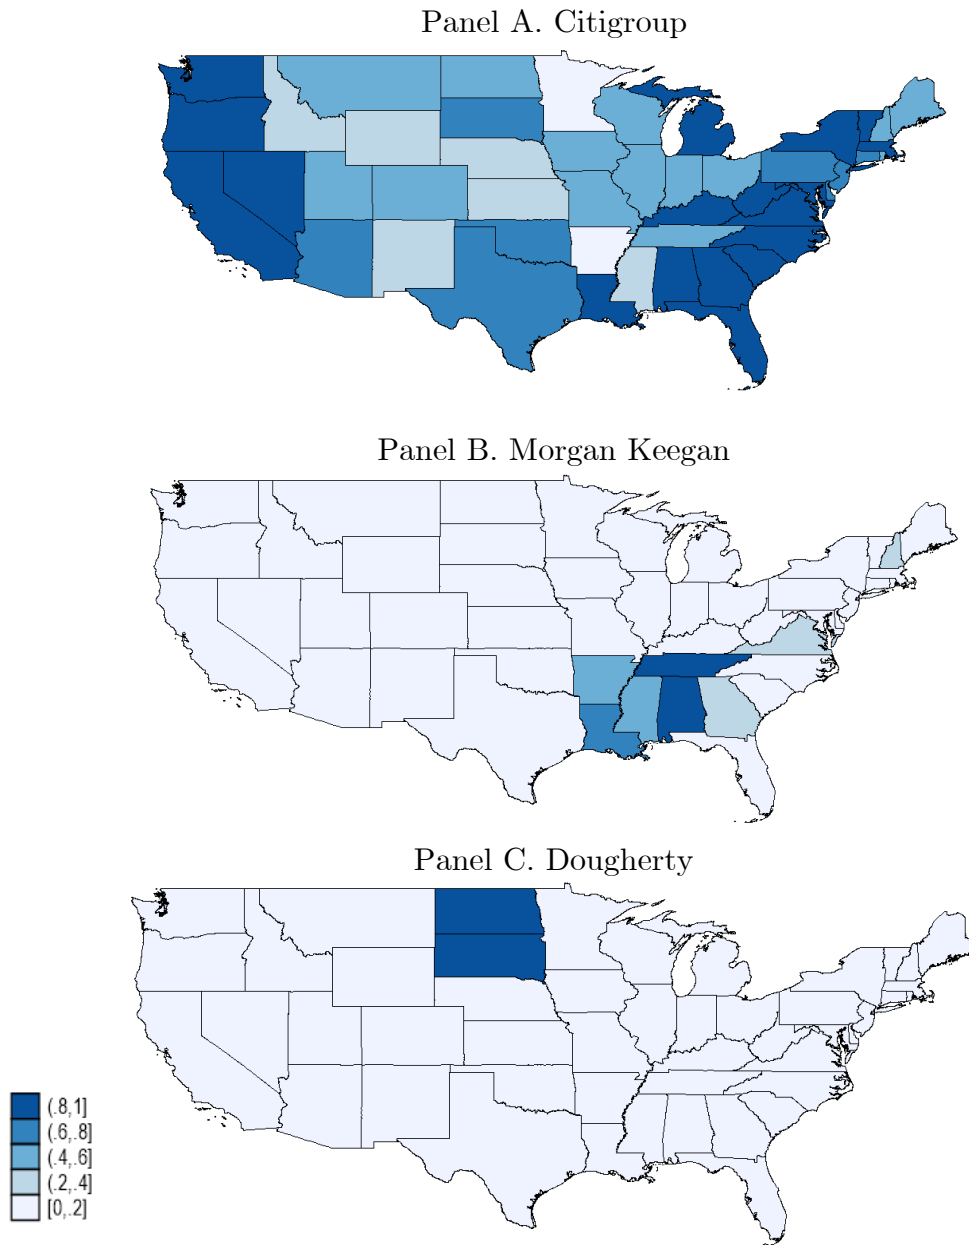 Panel A. Citigroup
Panel B. Morgan Keegan
Panel C. Dougherty
(.8,1]
(.6,.8]
(.4,.6]
(.2,.4]
[0,.2]